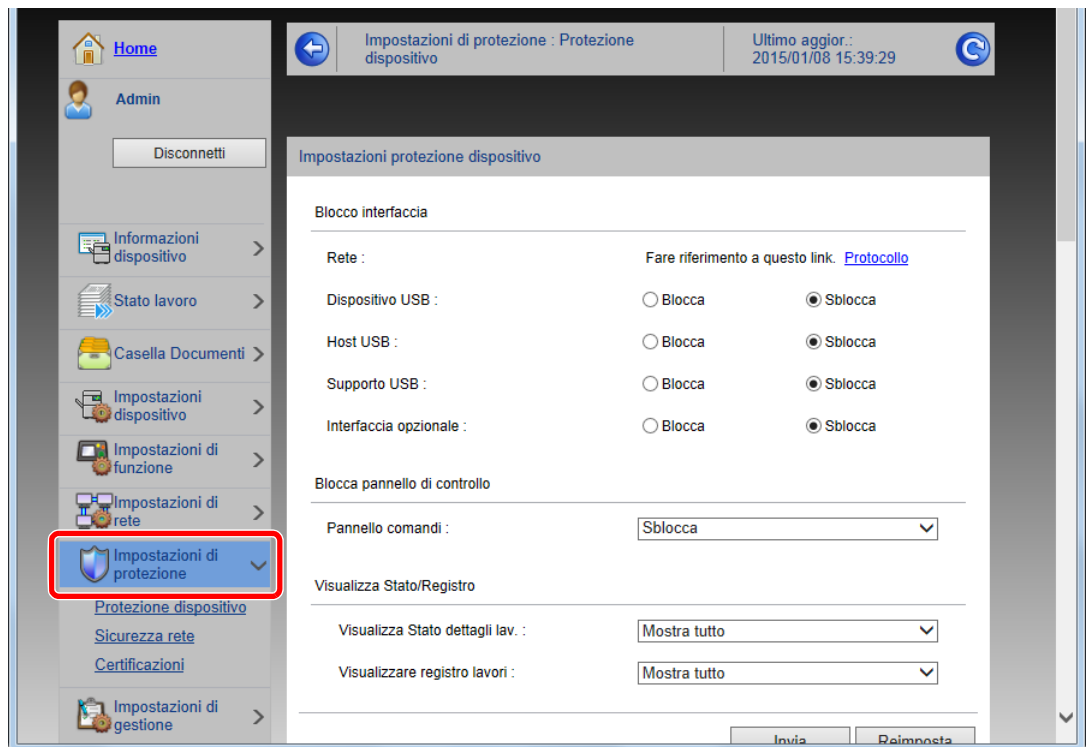 Home
Admin
Disconnetti
Informazioni
dispositivo
Stato lavoro
Casella Documenti
Impostazioni
dispositivo
Impostazioni di
funzione
Impostazioni di
rete
Impostazioni di
protezione
Protezione dispositivo
Sicurezza rete
Certificazioni
Impostazioni di
gestione
Impostazioni di protezione : Protezione
dispositivo
Ultimo aggior.:
2015/01/08 15:39:29
Impostazioni protezione dispositivo
Blocco interfaccia
Rete : Fare riferimento a questo link. Protocollo
Dispositivo USB : Blocca Sblocca
Host USB : Blocca Sblocca
Supporto USB : Blocca Sblocca
Interfaccia opzionale : Blocca Sblocca
Blocca pannello di controllo
Pannello comandi : Sblocca
Visualizza Stato/Registro
Visualizza Stato dettagli lav. : Mostra tutto
Visualizzare registro lavori : Mostra tutto
Invia Reimposta